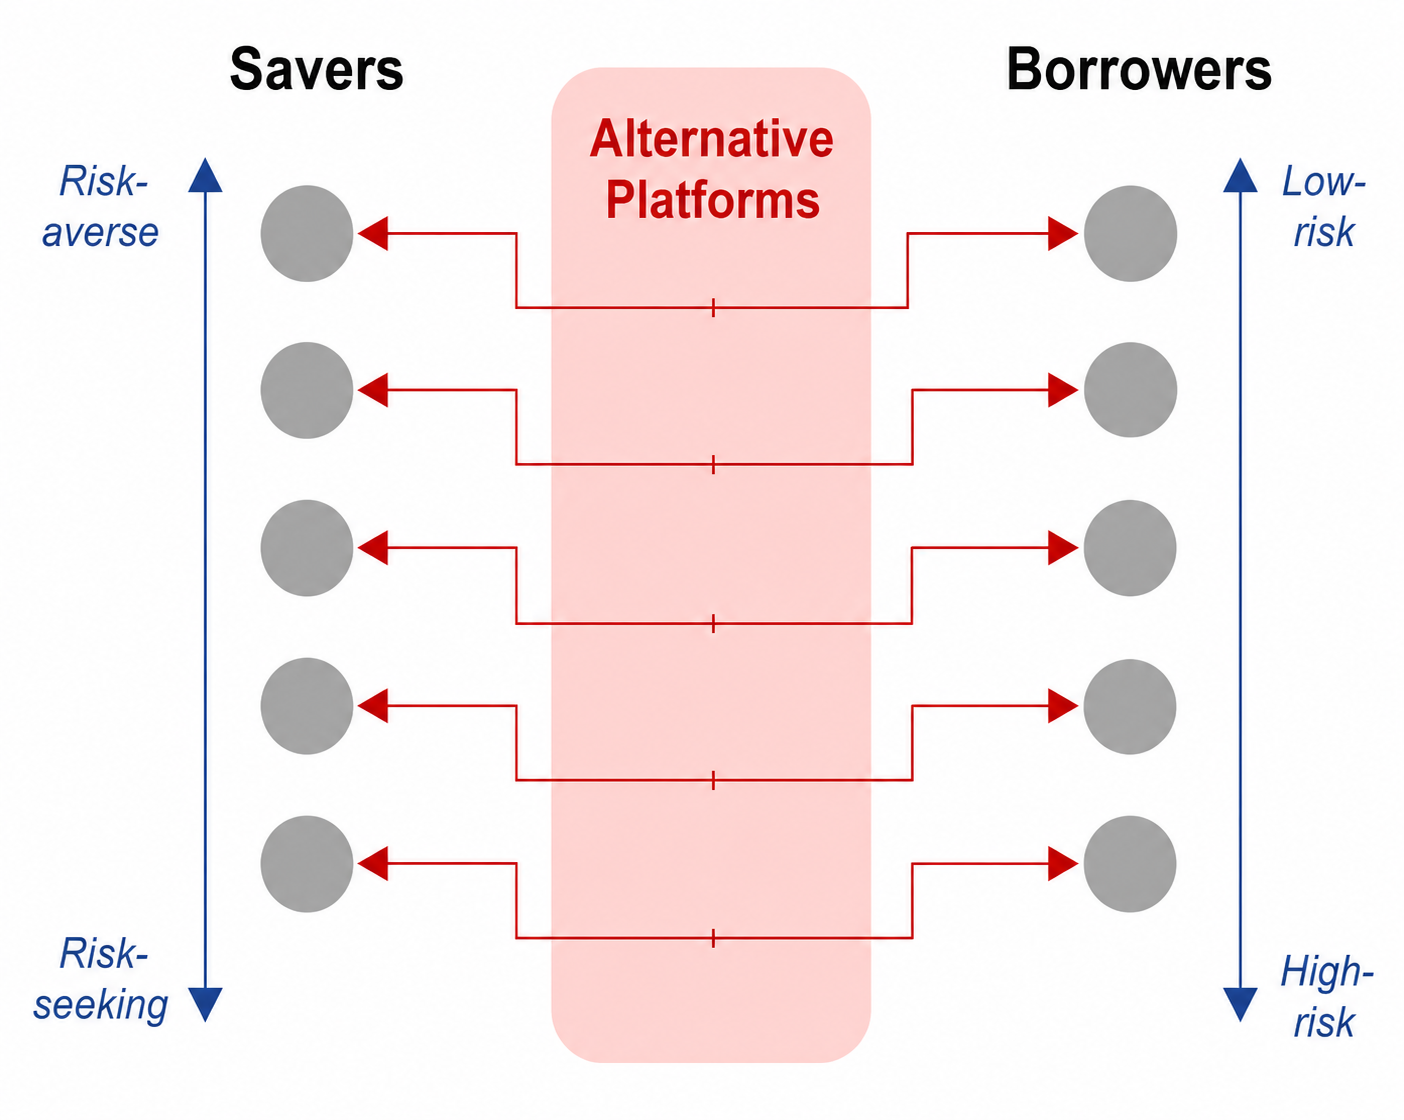 Savers
Borrowers
Alternative
Platforms
Risk-
averse
Low-
risk
Risk-
seeking
High-
risk